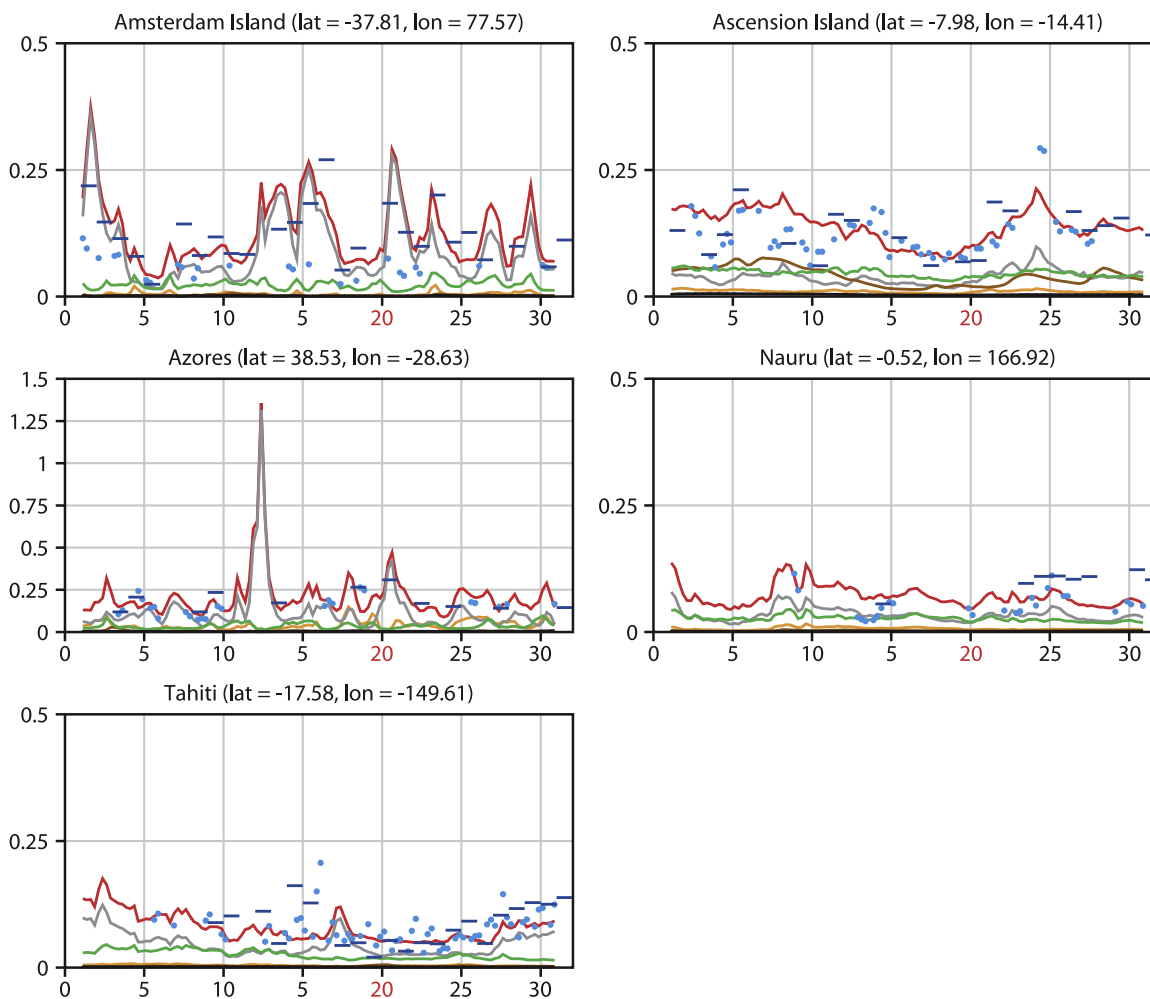 Amsterdam Island (lat = -37.81, lon = 77.57)
0.5
0.25
0
0 5 10 5 20 25 30
Ascension Island (lat = -7.98, lon = -14.41)
0.5
0.25
0
0 5 10 5 20 25 30
Azores (lat = 38.53, lon = -28.63)
1.5
1.25
1
0.75
0.5
0.25
0
0 5 10 5 20 25 30
Nauru (lat = -0.52, lon = 166.92)
0.5
0.25
0
0 5 10 5 20 25 30
Tahiti (lat = -17.58, lon = -149.61)
0.5
0.25
0
0 5 10 5 20 25 30